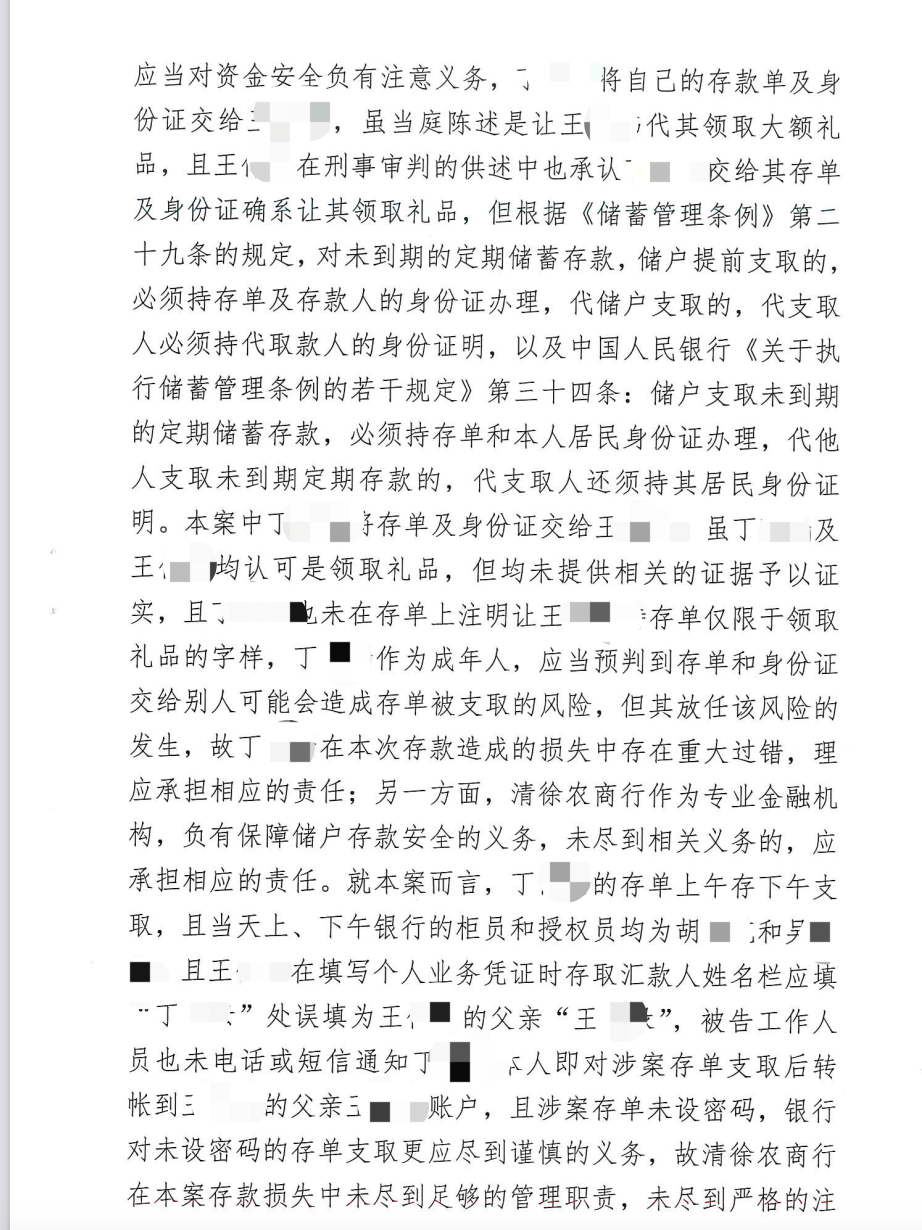 应当对资金安全负有注意义务，丁 将自己的存款单及身
份证交给王 ，虽当庭陈述是让王 代其领取大额礼
品，且王 在刑事审判的供述中也承认 交给其存单
及身份证确系让其领取礼品，但根据《储蓄管理条例》第二
十九条的规定，对未到期的定期储蓄存款，储户提前支取的，
必须持存单及存款人的身份证办理，代储户支取的，代支取
人必须持代取款人的身份证明，以及中国人民银行《关于执
行储蓄管理条例的若干规定》第三十四条：储户支取未到期
的定期储蓄存款，必须持存单和本人居民身份证办理，代他
人支取未到期定期存款的，代支取人还须持其居民身份证
明。本案中丁 将存单及身份证交给王 虽丁 及
王 均认可是领取礼品，但均未提供相关的证据予以证
实，且丁 也未在存单上注明让王 存单仅限于领取
礼品的字样，丁 作为成年人，应当预判到存单和身份证
交给别人可能会造成存单被支取的风险，但其放任该风险的
发生，故丁 在本次存款造成的损失中存在重大过错，理
应承担相应的责任；另一方面，清徐农商行作为专业金融机
构，负有保障储户存款安全的义务，未尽到相关义务的，应
承担相应的责任。就本案而言，丁 的存单上午存下午支
取，且当天上、下午银行的柜员和授权员均为胡 和吴
且王 在填写个人业务凭证时存取汇款人姓名栏应填
“丁 ”处误填为王 的父亲“王 ”，被告工作人
员也未电话或短信通知丁 本人即对涉案存单支取后转
帐到王 的父亲王 账户，且涉案存单未设密码，银行
对未设密码的存单支取更应尽到谨慎的义务，故清徐农商行
在本案存款损失中未尽到足够的管理职责，未尽到严格的注